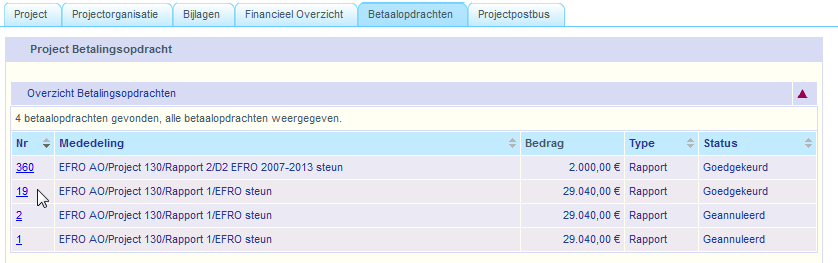 Project Projectorganisatie Bijlagen Financieel Overzicht Betaalopdrachten Projectpostbus
Project Betalingsopdracht
Overzicht Betalingsopdrachten
4 betaalopdrachten gevonden, alle betaalopdrachten weergegeven.
Nr Mededeling Bedrag Type Status
360 EFRO AO/Project 130/Rapport 2/D2 EFRO 2007-2013 steun 2.000,00 € Rapport Goedgekeurd
19 EFRO AO/Project 130/Rapport 1/EFRO steun 29.040,00 € Rapport Goedgekeurd
2 EFRO AO/Project 130/Rapport 1/EFRO steun 29.040,00 € Rapport Geannuleerd
1 EFRO AO/Project 130/Rapport 1/EFRO steun 29.040,00 € Rapport Geannuleerd